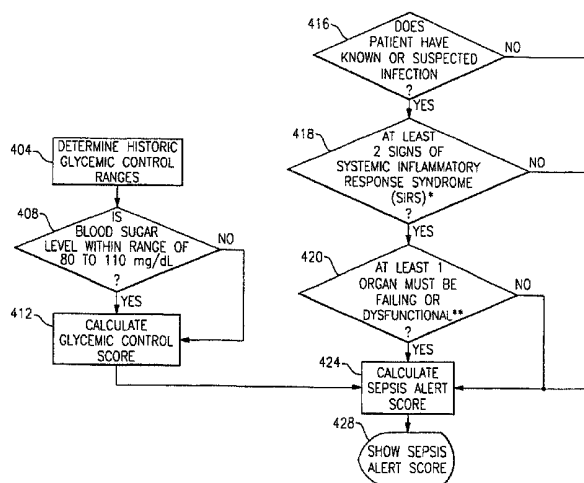 404
DETERMINE HISTORIC
GLYCEMIC CONTROL
RANGES
408
IS
BLOOD SUGAR
LEVEL WITHIN RANGE OF
80 TO 110 mg/dL
?
NO
YES
412
CALCULATE
GLYCEMIC CONTROL
SCORE
416
DOES
PATIENT HAVE
KNOWN OR SUSPECTED
INFECTION
?
NO
YES
418
AT LEAST
2 SIGNS OF
SYSTEMIC INFLAMMATORY
RESPONSE SYNDROME
(SIRS)*
?
NO
YES
420
AT LEAST 1
ORGAN MUST BE
FAILING OR
DYSFUNCTIONAL**
?
NO
YES
424
CALCULATE
SEPSIS ALERT
SCORE
428
SHOW SEPSIS
ALERT SCORE